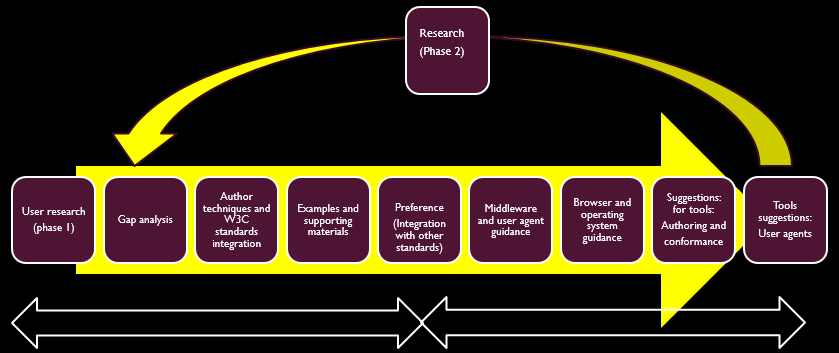 Research
(Phase 2)
User research
(phase 1)
Gap analysis
Author
techniques and
W3C
standards
integration
Examples and
supporting
materials
Preference
(Integration
with other
standards)
Middleware
and user agent
guidance
Browser and
operating
system
guidance
Suggestions:
for tools:
Authoring and
conformance
Tools
suggestions:
User agents